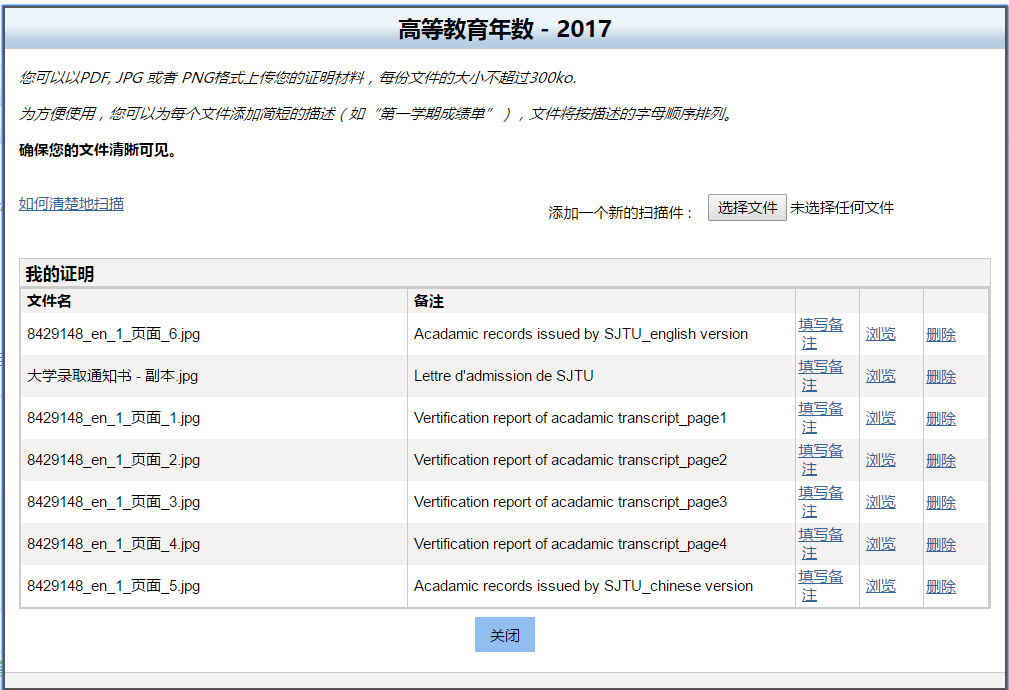 高等教育年数 - 2017
您可以以PDF, JPG 或者 PNG格式上传您的证明材料，每份文件的大小不超过300ko.
为方便使用，您可以为每个文件添加简短的描述（如“第一学期成绩单”），文件将按描述的字母顺序排列。
确保您的文件清晰可见。
如何清楚地扫描
添加一个新的扫描件： 选择文件 未选择任何文件
我的证明
文件名 备注
8429148_en_1_页面_6.jpg Acadamic records issued by SJTU_english version 填写备注 浏览 删除
大学录取通知书 - 副本.jpg Lettre d'admission de SJTU 填写备注 浏览 删除
8429148_en_1_页面_1.jpg Vertification report of acadamic transcript_page1 填写备注 浏览 删除
8429148_en_1_页面_2.jpg Vertification report of acadamic transcript_page2 填写备注 浏览 删除
8429148_en_1_页面_3.jpg Vertification report of acadamic transcript_page3 填写备注 浏览 删除
8429148_en_1_页面_4.jpg Vertification report of acadamic transcript_page4 填写备注 浏览 删除
8429148_en_1_页面_5.jpg Acadamic records issued by SJTU_chinese version 填写备注 浏览 删除
关闭